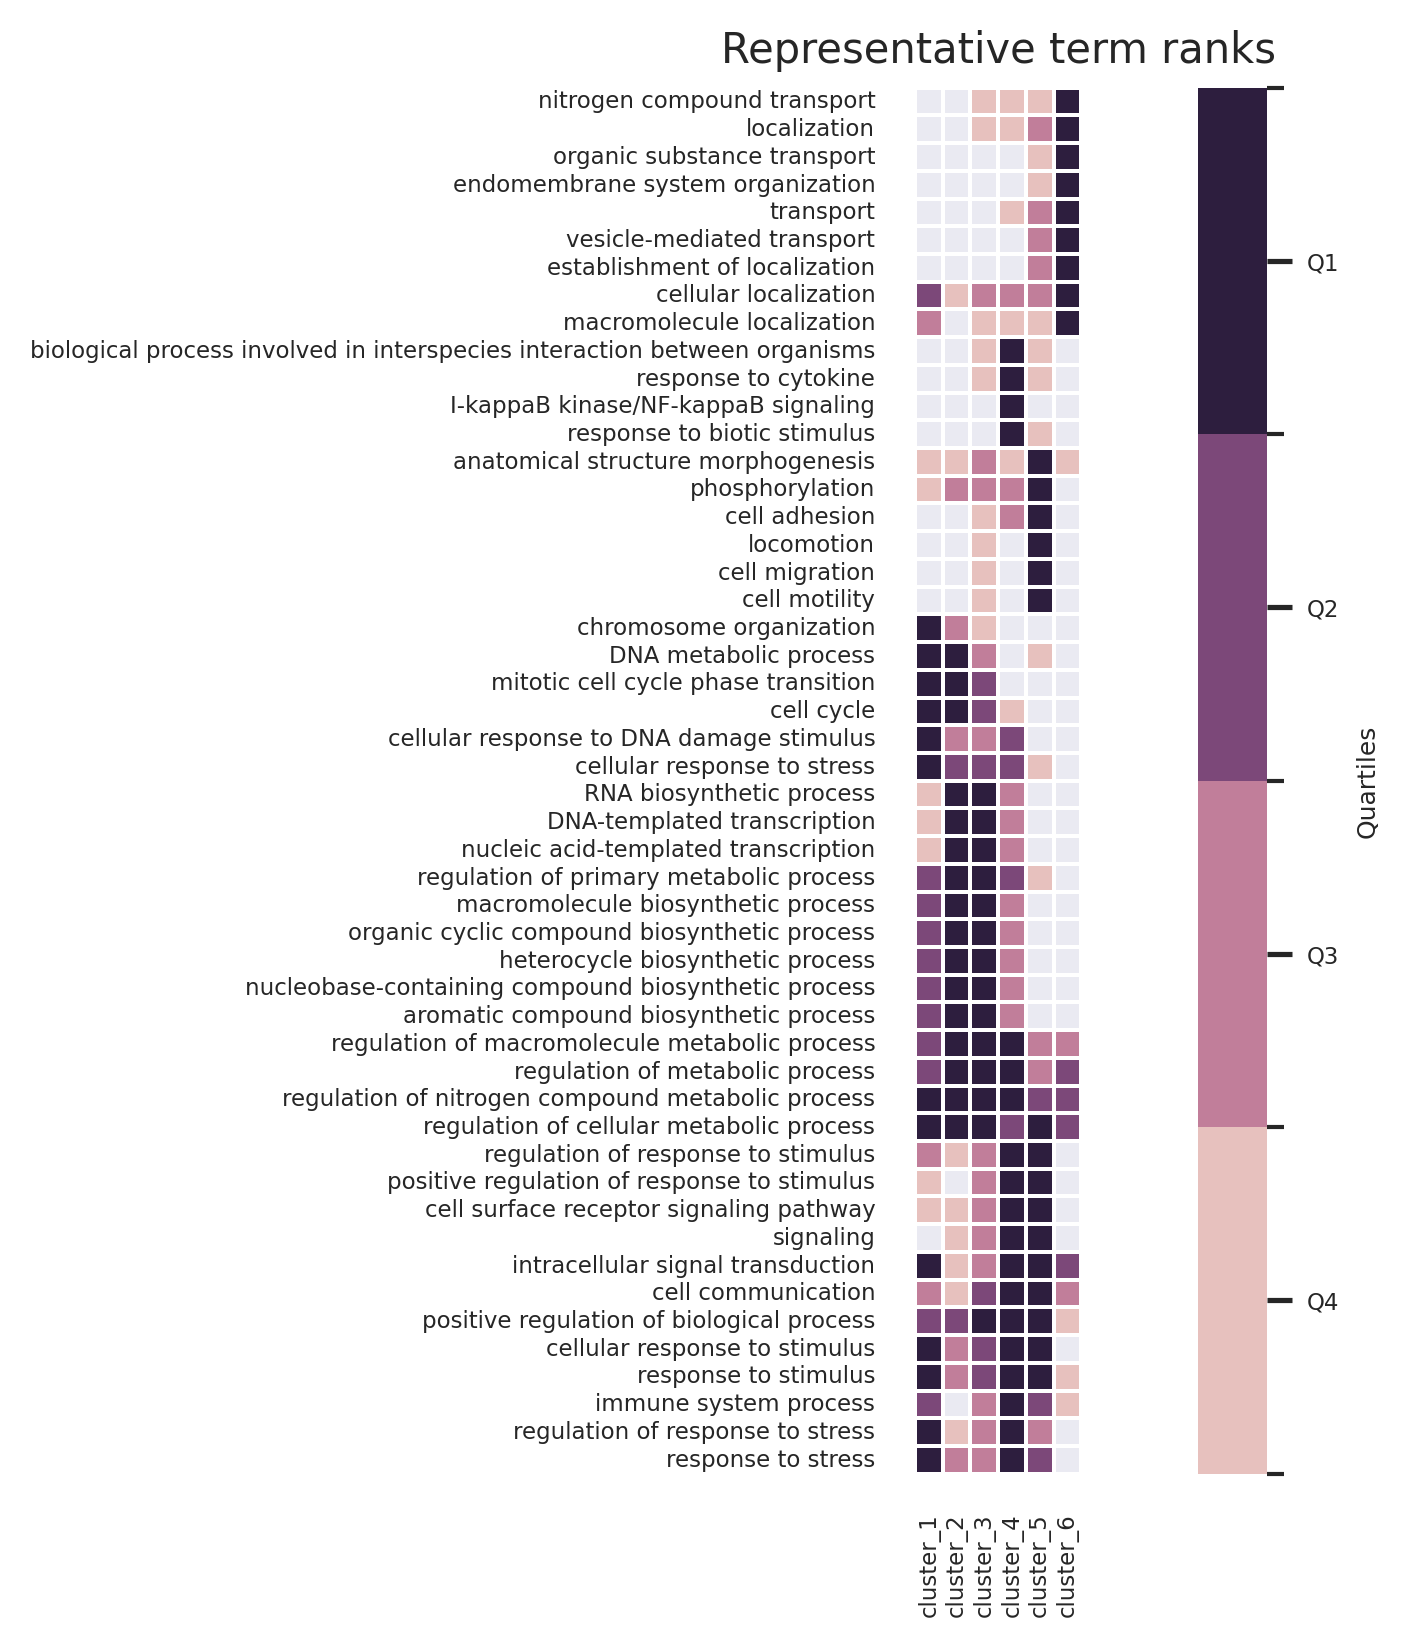 Representative term ranks
nitrogen compound transport
localization
organic substance transport
endomembrane system organization
transport
vesicle-mediated transport
establishment of localization
cellular localization
macromolecule localization
biological process involved in interspecies interaction between organisms
response to cytokine
I-kappaB kinase/NF-kappaB signaling
response to biotic stimulus
anatomical structure morphogenesis
phosphorylation
cell adhesion
locomotion
cell migration
cell motility
chromosome organization
DNA metabolic process
mitotic cell cycle phase transition
cell cycle
cellular response to DNA damage stimulus
cellular response to stress
RNA biosynthetic process
DNA-templated transcription
nucleic acid-templated transcription
regulation of primary metabolic process
macromolecule biosynthetic process
organic cyclic compound biosynthetic process
heterocycle biosynthetic process
nucleobase-containing compound biosynthetic process
aromatic compound biosynthetic process
regulation of macromolecule metabolic process
regulation of metabolic process
regulation of nitrogen compound metabolic process
regulation of cellular metabolic process
regulation of response to stimulus
positive regulation of response to stimulus
cell surface receptor signaling pathway
signaling
intracellular signal transduction
cell communication
positive regulation of biological process
cellular response to stimulus
response to stimulus
immune system process
regulation of response to stress
response to stress
cluster_1
cluster_2
cluster_3
cluster_4
cluster_5
cluster_6
Q1
Q2
Q3
Q4
Quartiles